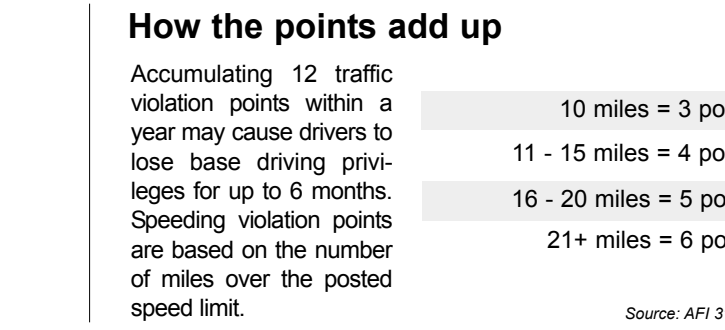 How the points add up
Accumulating 12 traffic
violation points within a
year may cause drivers to
lose base driving privi-
leges for up to 6 months.
Speeding violation points
are based on the number
of miles over the posted
speed limit.
10 miles = 3 po
11 - 15 miles = 4 po
16 - 20 miles = 5 po
21+ miles = 6 po
Source: AFI 3